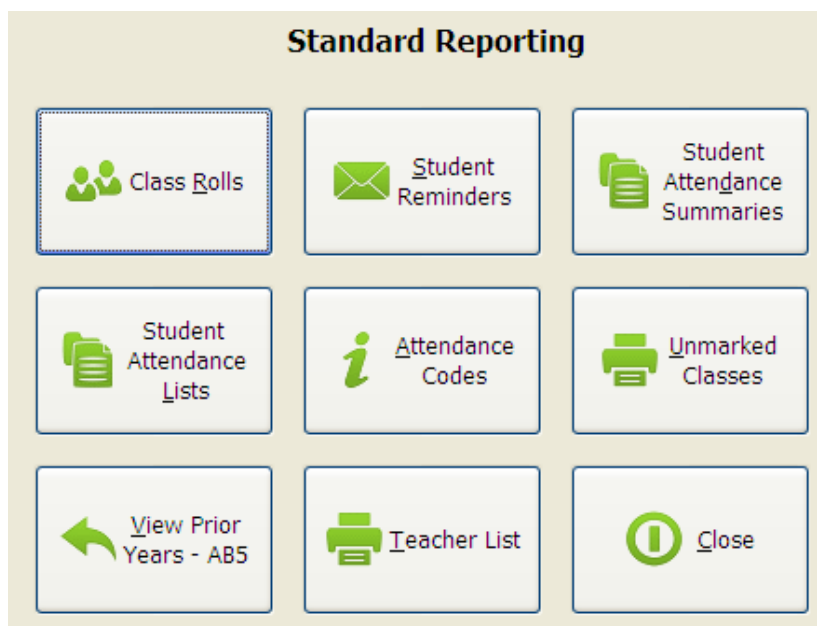 Standard Reporting
Class Rolls
Student
Reminders
Student
Attendance
Summaries
Student
Attendance
Lists
Attendance
Codes
Unmarked
Classes
View Prior
Years - AB5
Teacher List
Close